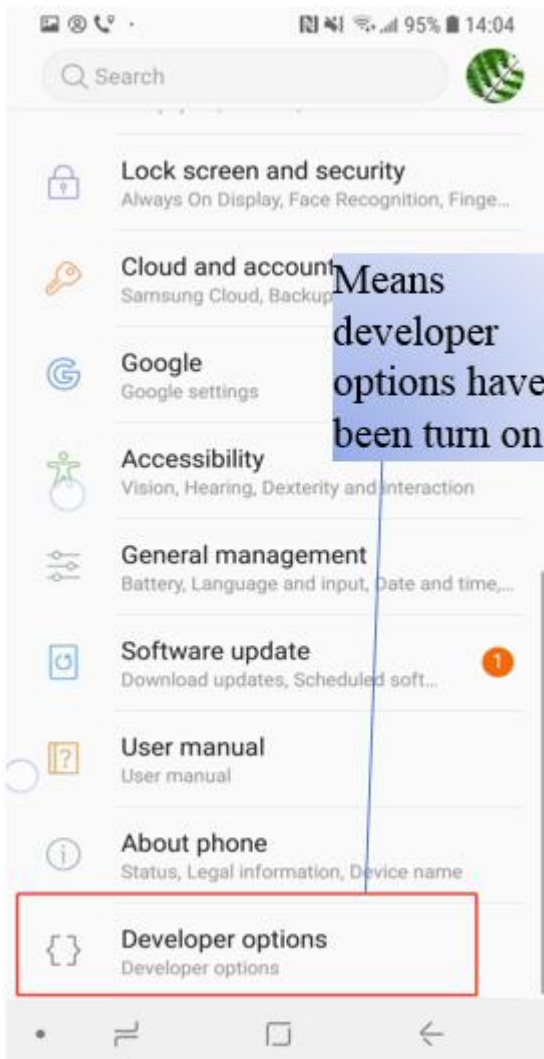 95% 14:04
Search
Lock screen and security
Always On Display, Face Recognition, Finge...
Cloud and account
Samsung Cloud, Backup
Means
developer
options have
been turn on
Google
Google settings
Accessibility
Vision, Hearing, Dexterity and interaction
General management
Battery, Language and input, Date and time,...
Software update
1
Download updates, Scheduled soft...
User manual
User manual
About phone
Status, Legal information, Device name
Developer options
Developer options